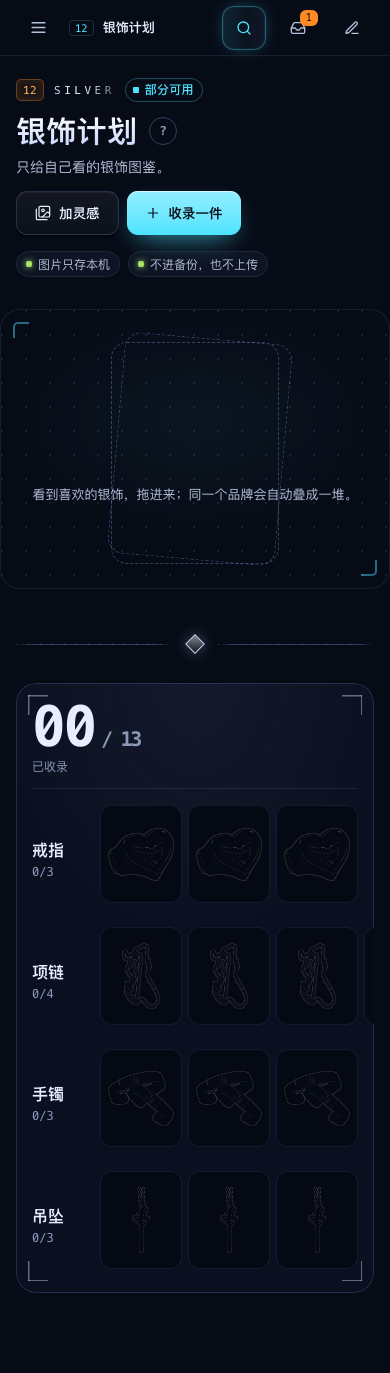 12 银饰计划
1
12 SILVER 部分可用
银饰计划 ?
只给自己看的银饰图鉴。
加灵感 + 收录一件
图片只存本机 不进备份，也不上传
看到喜欢的银饰，拖进来；同一个品牌会自动叠成一堆。
00 / 13
已收录
戒指
0/3
项链
0/4
手镯
0/3
吊坠
0/3